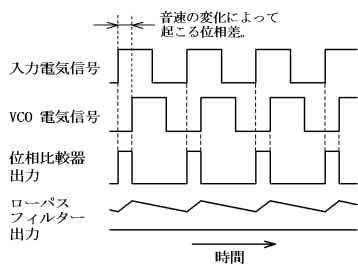 音速の変化によって
起こる位相差。
入力電気信号
VCO 電気信号
位相比較器
出力
ローパス
フィルター
出力
時間